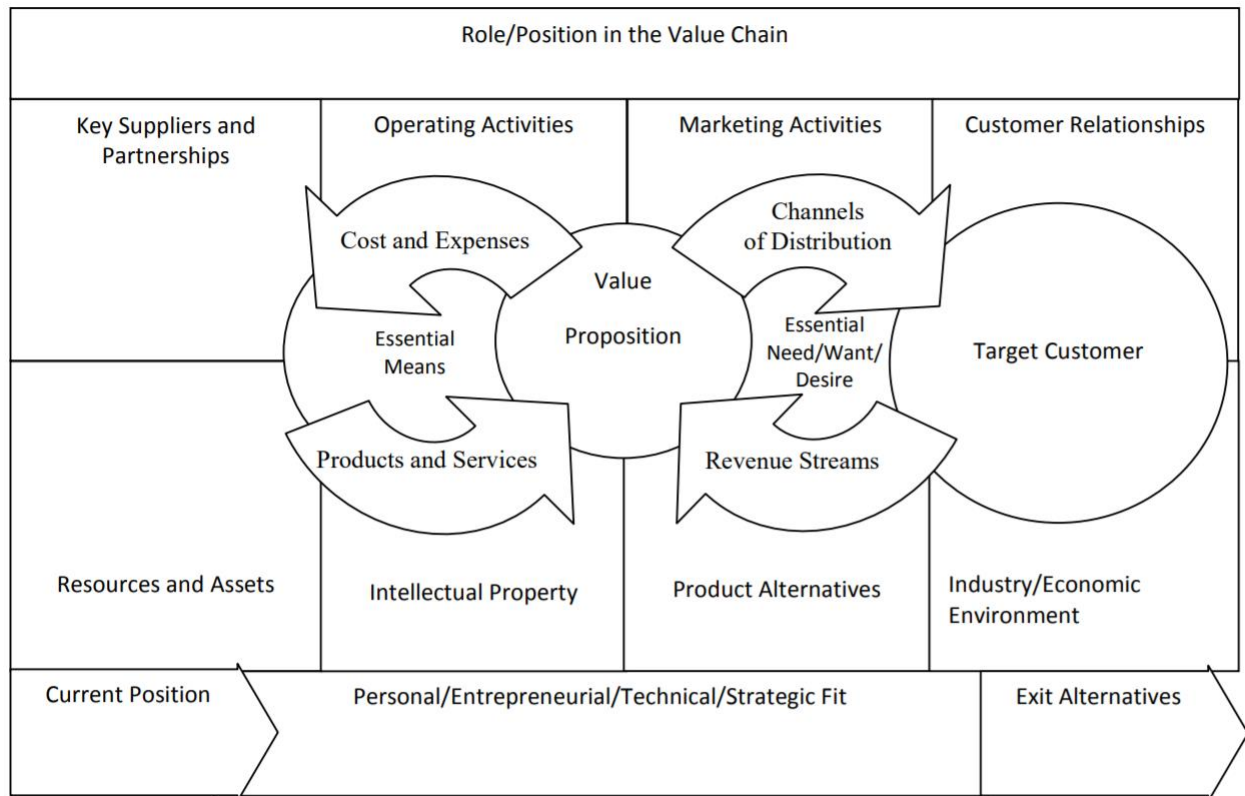 Role/Position in the Value Chain
Key Suppliers and
Partnerships
Operating Activities
Marketing Activities
Customer Relationships
Cost and Expenses
Channels
of Distribution
Value
Proposition
Essential
Means
Essential
Need/Want/
Desire
Target Customer
Products and Services
Revenue Streams
Resources and Assets
Intellectual Property
Product Alternatives
Industry/Economic
Environment
Current Position
Personal/Entrepreneurial/Technical/Strategic Fit
Exit Alternatives